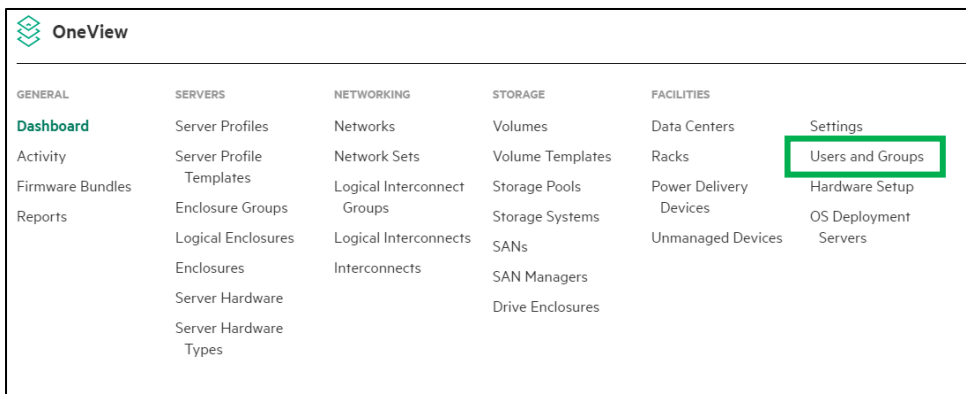 OneView
GENERAL
Dashboard
Activity
Firmware Bundles
Reports
SERVERS
Server Profiles
Server Profile
Templates
Enclosure Groups
Logical Enclosures
Enclosures
Server Hardware
Server Hardware
Types
NETWORKING
Networks
Network Sets
Logical Interconnect
Groups
Logical Interconnects
Interconnects
STORAGE
Volumes
Volume Templates
Storage Pools
Storage Systems
SANs
SAN Managers
Drive Enclosures
FACILITIES
Data Centers
Racks
Power Delivery
Devices
Unmanaged Devices
Settings
Users and Groups
Hardware Setup
OS Deployment
Servers